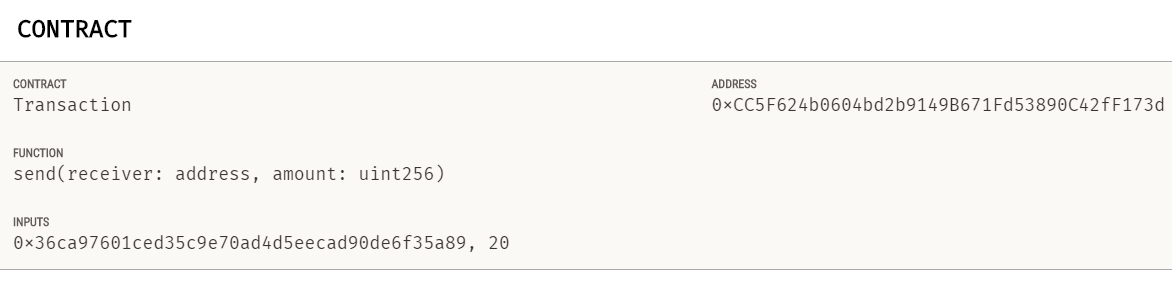 CONTRACT
CONTRACT
Transaction
ADDRESS
0×CC5F624b0604bd2b9149B671Fd53890C42fF173d
FUNCTION
send(receiver: address, amount: uint256)
INPUTS
0×36ca97601ced35c9e70ad4d5eecad90de6f35a89, 20